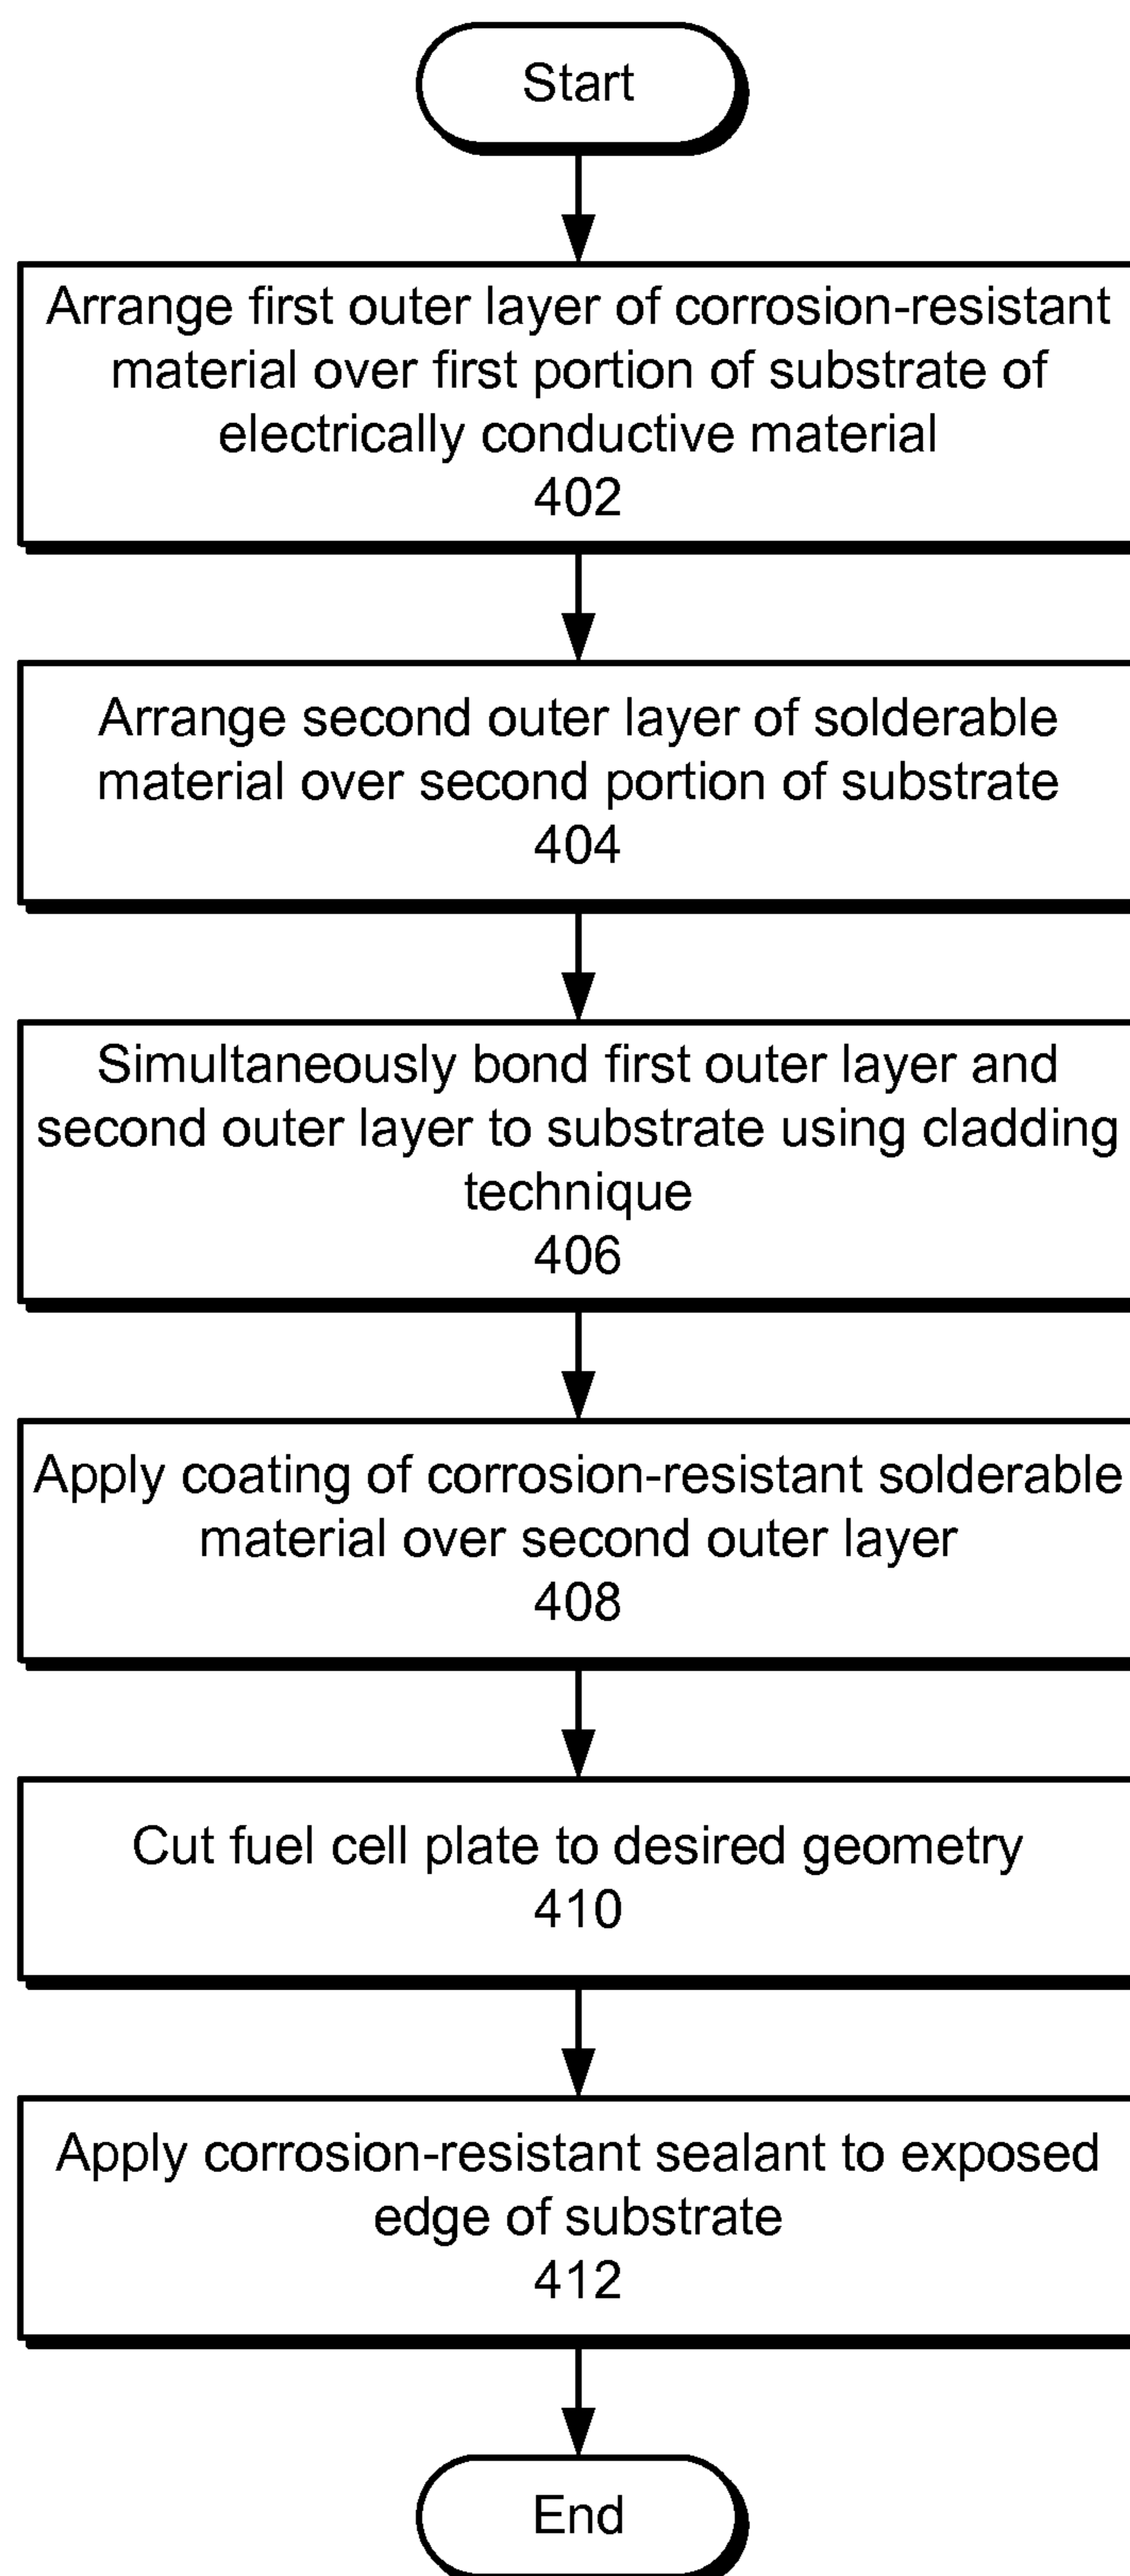 Start
Arrange first outer layer of corrosion-resistant
material over first portion of substrate of
electrically conductive material
402
Arrange second outer layer of solderable
material over second portion of substrate
404
Simultaneously bond first outer layer and
second outer layer to substrate using cladding
technique
406
Apply coating of corrosion-resistant solderable
material over second outer layer
408
Cut fuel cell plate to desired geometry
410
Apply corrosion-resistant sealant to exposed
edge of substrate
412
End